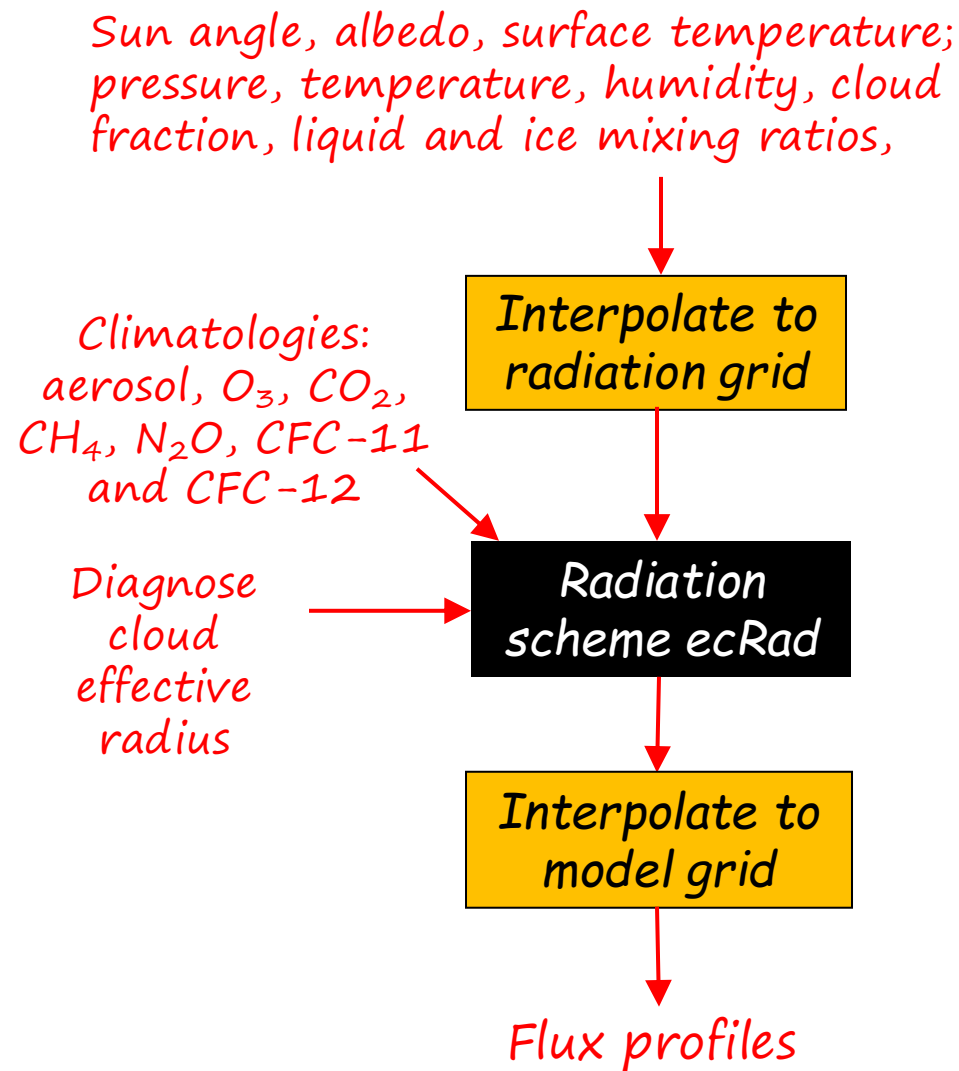 Sun angle, albedo, surface temperature;
pressure, temperature, humidity, cloud
fraction, liquid and ice mixing ratios,
Interpolate to
radiation grid
Climatologies:
aerosol, O₃, CO₂,
CH₄, N₂O, CFC-11
and CFC-12
Radiation
scheme ecRad
Diagnose
cloud
effective
radius
Interpolate to
model grid
Flux profiles